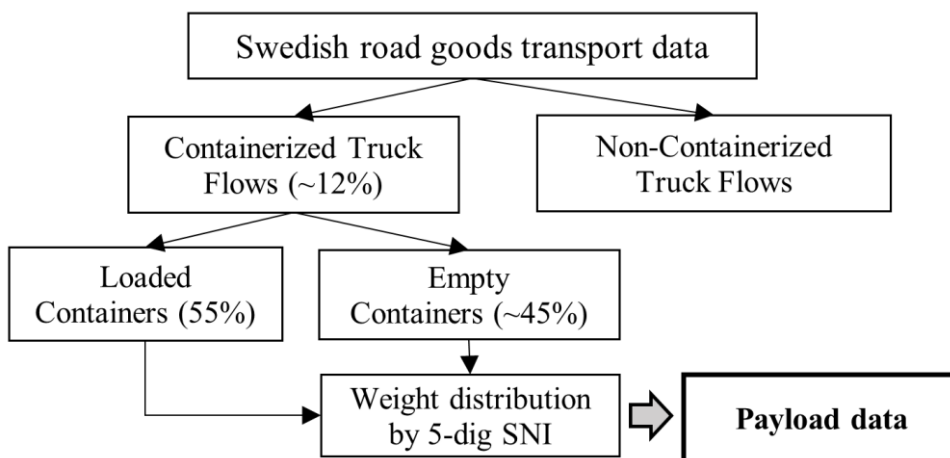 Swedish road goods transport data
Containerized Truck
Flows (~12%)
Non-Containerized
Truck Flows
Loaded
Containers (55%)
Empty
Containers (~45%)
Weight distribution
by 5-dig SNI
Payload data